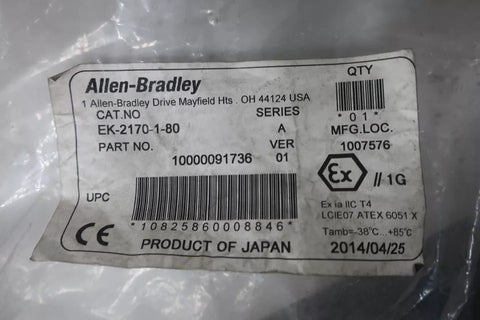 Allen-Bradley
1 Allen-Bradley Drive Mayfield Hts . OH 44124 USA
CAT.NO SERIES
EK-2170-1-80 A
PART NO. VER
10000091736 01
UPC
*10825860008846*
CE
PRODUCT OF JAPAN
QTY
*01*
MFG.LOC.
1007576
Ex // 1G
Ex ia IIC T4
LCIE07 ATEX 6051 X
Tamb=-38°C...+85°C
2014/04/25